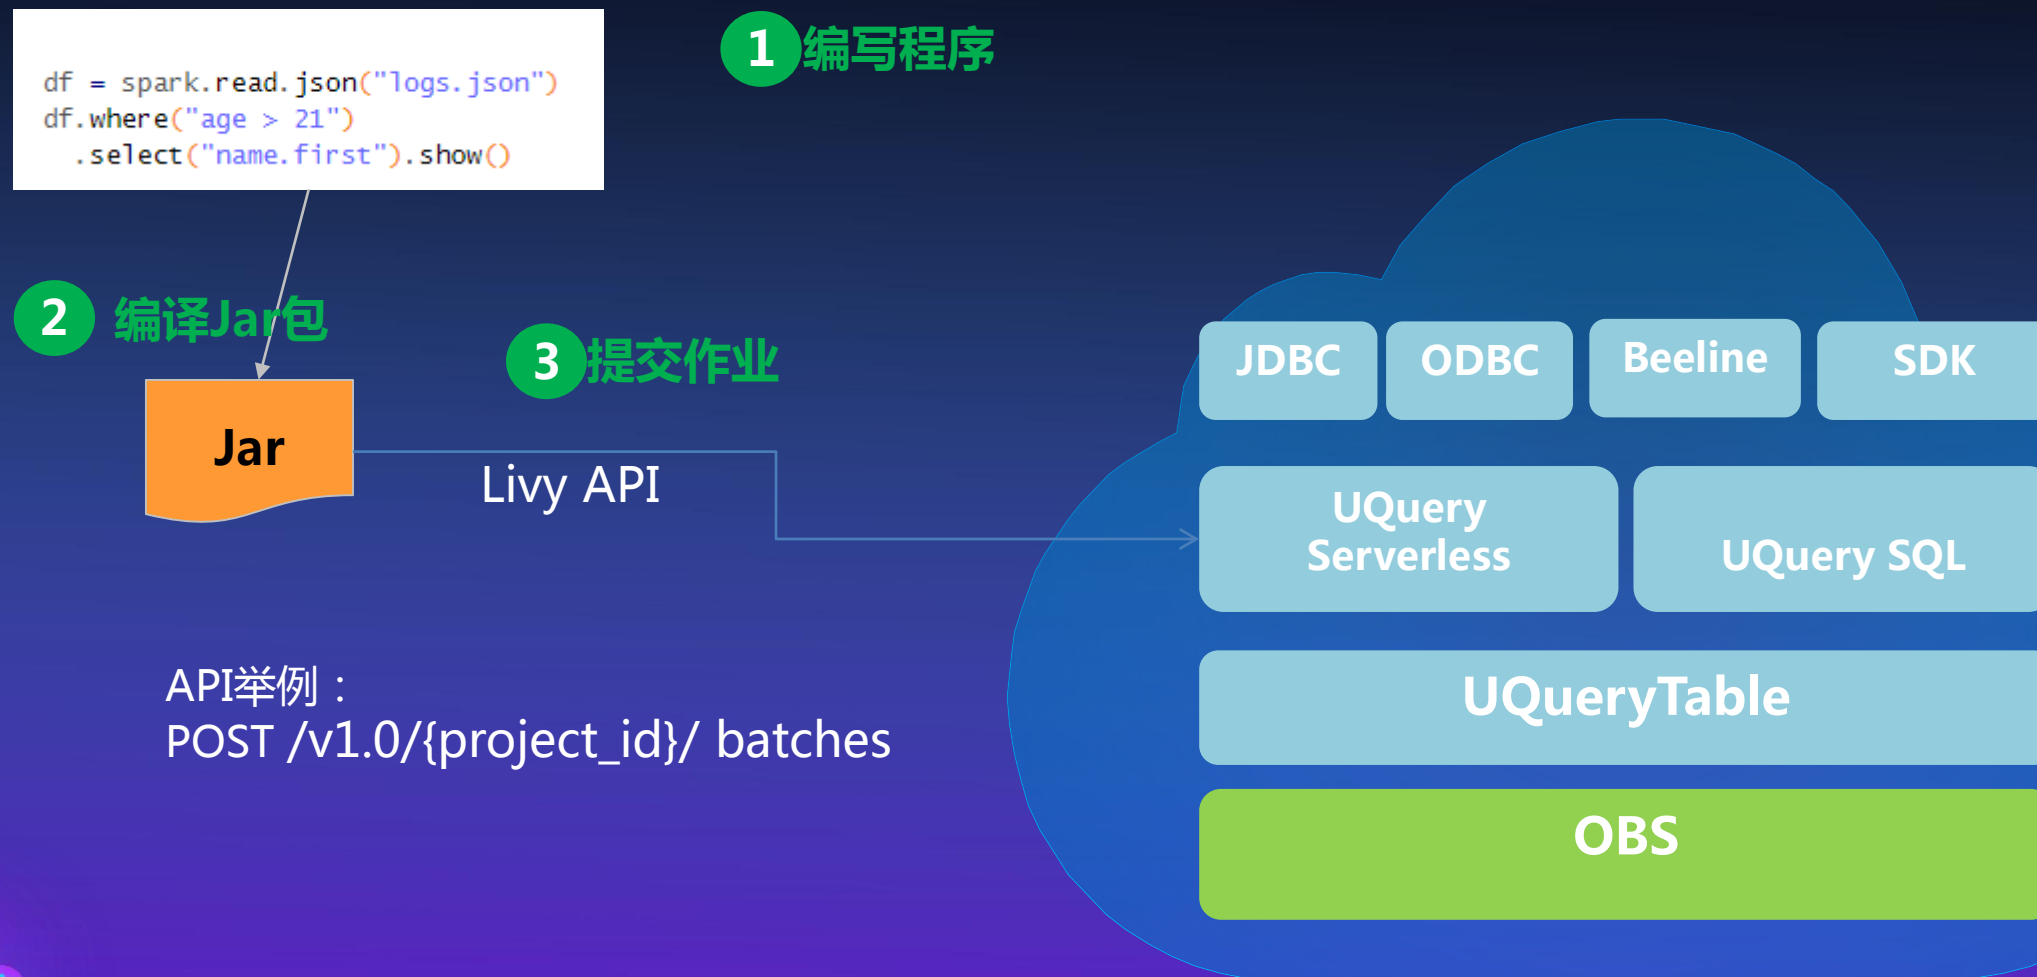 df = spark.read.json("logs.json")
df.where("age > 21")
  .select("name.first").show()
1 编写程序
2 编译Jar包
3 提交作业
Jar
Livy API
API举例：
POST /v1.0/{project_id}/ batches
JDBC ODBC Beeline SDK
UQuery
Serverless
UQuery SQL
UQueryTable
OBS